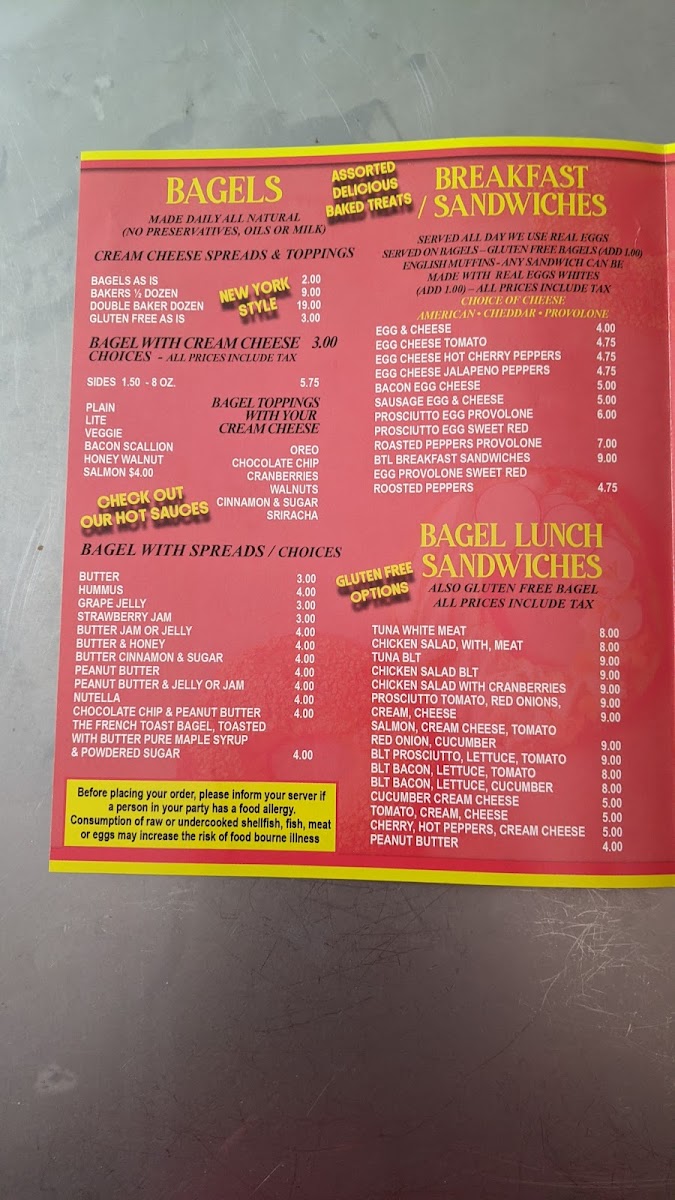 BAGELS
MADE DAILY ALL NATURAL
(NO PRESERVATIVES, OILS OR MILK)
CREAM CHEESE SPREADS & TOPPINGS
BAGELS AS IS 2.00
BAKERS ½ DOZEN 9.00
DOUBLE BAKER DOZEN 19.00
GLUTEN FREE AS IS 3.00
NEW YORK
STYLE
BAGEL WITH CREAM CHEESE 3.00
CHOICES - ALL PRICES INCLUDE TAX
SIDES 1.50 - 8 OZ. 5.75
PLAIN
LITE
VEGGIE
BACON SCALLION
HONEY WALNUT
SALMON $4.00
BAGEL TOPPINGS
WITH YOUR
CREAM CHEESE
OREO
CHOCOLATE CHIP
CRANBERRIES
WALNUTS
CINNAMON & SUGAR
SRIRACHA
CHECK OUT
OUR HOT SAUCES
BAGEL WITH SPREADS / CHOICES
BUTTER 3.00
HUMMUS 4.00
GRAPE JELLY 3.00
STRAWBERRY JAM 3.00
BUTTER JAM OR JELLY 4.00
BUTTER & HONEY 4.00
BUTTER CINNAMON & SUGAR 4.00
PEANUT BUTTER 4.00
PEANUT BUTTER & JELLY OR JAM 4.00
NUTELLA 4.00
CHOCOLATE CHIP & PEANUT BUTTER 4.00
THE FRENCH TOAST BAGEL, TOASTED
WITH BUTTER PURE MAPLE SYRUP
& POWDERED SUGAR 4.00
Before placing your order, please inform your server if
a person in your party has a food allergy.
Consumption of raw or undercooked shellfish, fish, meat
or eggs may increase the risk of food bourne illness
ASSORTED
DELICIOUS
BAKED TREATS
BREAKFAST
/ SANDWICHES
SERVED ALL DAY WE USE REAL EGGS
SERVED ON BAGELS – GLUTEN FREE BAGELS (ADD 1.00)
ENGLISH MUFFINS - ANY SANDWICH CAN BE
MADE WITH REAL EGGS WHITES
(ADD 1.00) – ALL PRICES INCLUDE TAX
CHOICE OF CHEESE
AMERICAN • CHEDDAR • PROVOLONE
EGG & CHEESE 4.00
EGG CHEESE TOMATO 4.75
EGG CHEESE HOT CHERRY PEPPERS 4.75
EGG CHEESE JALAPENO PEPPERS 4.75
BACON EGG CHEESE 5.00
SAUSAGE EGG & CHEESE 5.00
PROSCIUTTO EGG PROVOLONE 6.00
PROSCIUTTO EGG SWEET RED
ROASTED PEPPERS PROVOLONE 7.00
BTL BREAKFAST SANDWICHES 9.00
EGG PROVOLONE SWEET RED
ROOSTED PEPPERS 4.75
GLUTEN FREE
OPTIONS
BAGEL LUNCH
SANDWICHES
ALSO GLUTEN FREE BAGEL
ALL PRICES INCLUDE TAX
TUNA WHITE MEAT 8.00
CHICKEN SALAD, WITH, MEAT 8.00
TUNA BLT 9.00
CHICKEN SALAD BLT 9.00
CHICKEN SALAD WITH CRANBERRIES 9.00
PROSCIUTTO TOMATO, RED ONIONS, 9.00
CREAM, CHEESE 9.00
SALMON, CREAM CHEESE, TOMATO
RED ONION, CUCUMBER 9.00
BLT PROSCIUTTO, LETTUCE, TOMATO 9.00
BLT BACON, LETTUCE, TOMATO 8.00
BLT BACON, LETTUCE, CUCUMBER 8.00
CUCUMBER CREAM CHEESE 5.00
TOMATO, CREAM, CHEESE 5.00
CHERRY, HOT PEPPERS, CREAM CHEESE 5.00
PEANUT BUTTER 4.00